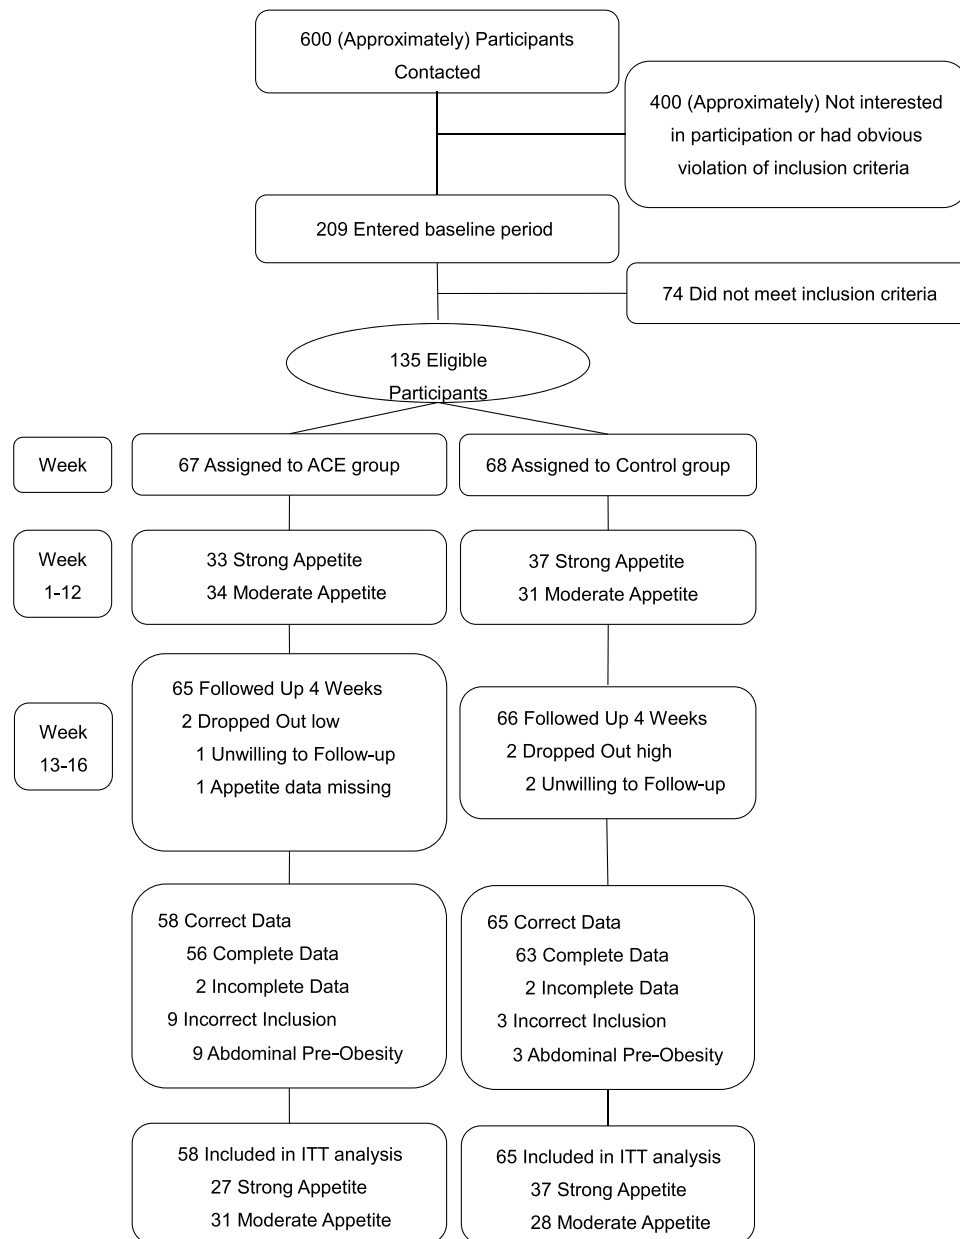 600 (Approximately) Participants
Contacted
400 (Approximately) Not interested
in participation or had obvious
violation of inclusion criteria
209 Entered baseline period
74 Did not meet inclusion criteria
135 Eligible
Participants
Week
67 Assigned to ACE group
68 Assigned to Control group
Week
1-12
33 Strong Appetite
34 Moderate Appetite
37 Strong Appetite
31 Moderate Appetite
Week
13-16
65 Followed Up 4 Weeks
2 Dropped Out low
1 Unwilling to Follow-up
1 Appetite data missing
66 Followed Up 4 Weeks
2 Dropped Out high
2 Unwilling to Follow-up
58 Correct Data
56 Complete Data
2 Incomplete Data
9 Incorrect Inclusion
9 Abdominal Pre-Obesity
65 Correct Data
63 Complete Data
2 Incomplete Data
3 Incorrect Inclusion
3 Abdominal Pre-Obesity
58 Included in ITT analysis
27 Strong Appetite
31 Moderate Appetite
65 Included in ITT analysis
37 Strong Appetite
28 Moderate Appetite